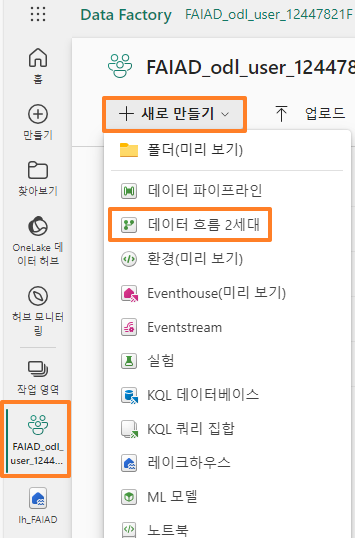 Data Factory
FAIAD_odl_user_12447821F
홈
만들기
찾아보기
OneLake 데
이터 허브
허브 모니터
링
작업 영역
FAIAD_odl_
user_1244...
lh_FAIAD
FAIAD_odl_user_124478
새로 만들기
업로드
폴더(미리 보기)
데이터 파이프라인
데이터 흐름 2세대
환경(미리 보기)
Eventhouse(미리 보기)
Eventstream
실험
KQL 데이터베이스
KQL 쿼리 집합
레이크하우스
ML 모델
노트북